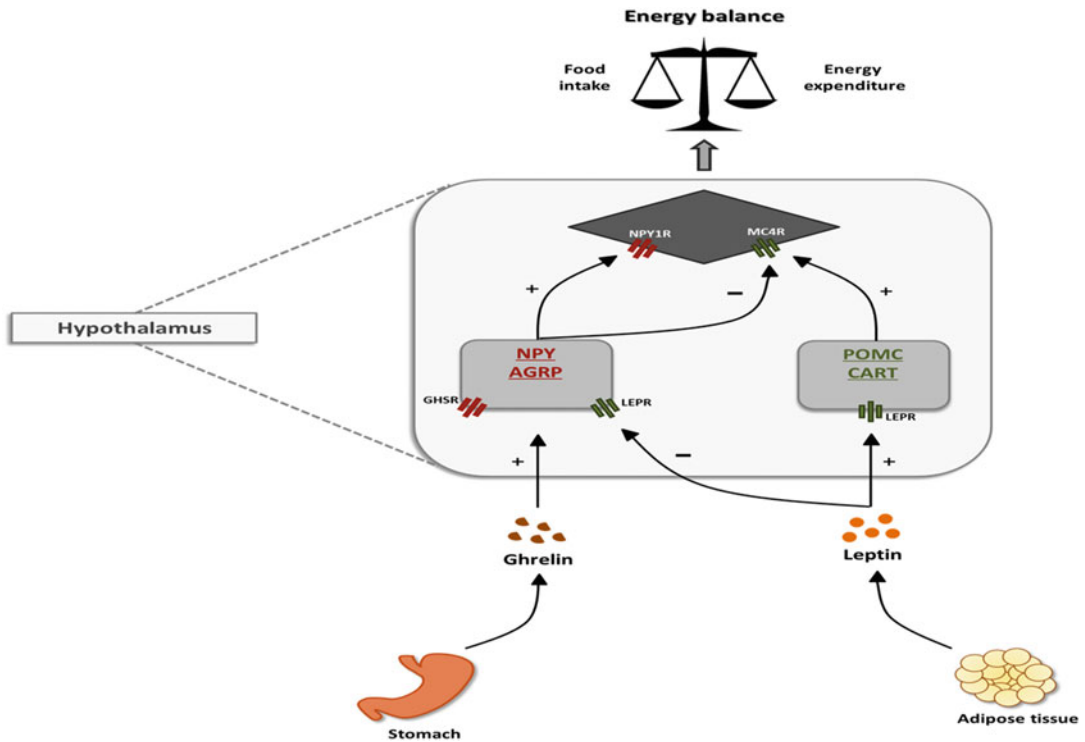 Energy balance
Food
intake
Energy
expenditure
NPY1R
MC4R
+
−
+
Hypothalamus
NPY
AGRP
POMC
CART
GHSR
LEPR
LEPR
+
−
+
Ghrelin
Leptin
Stomach
Adipose tissue